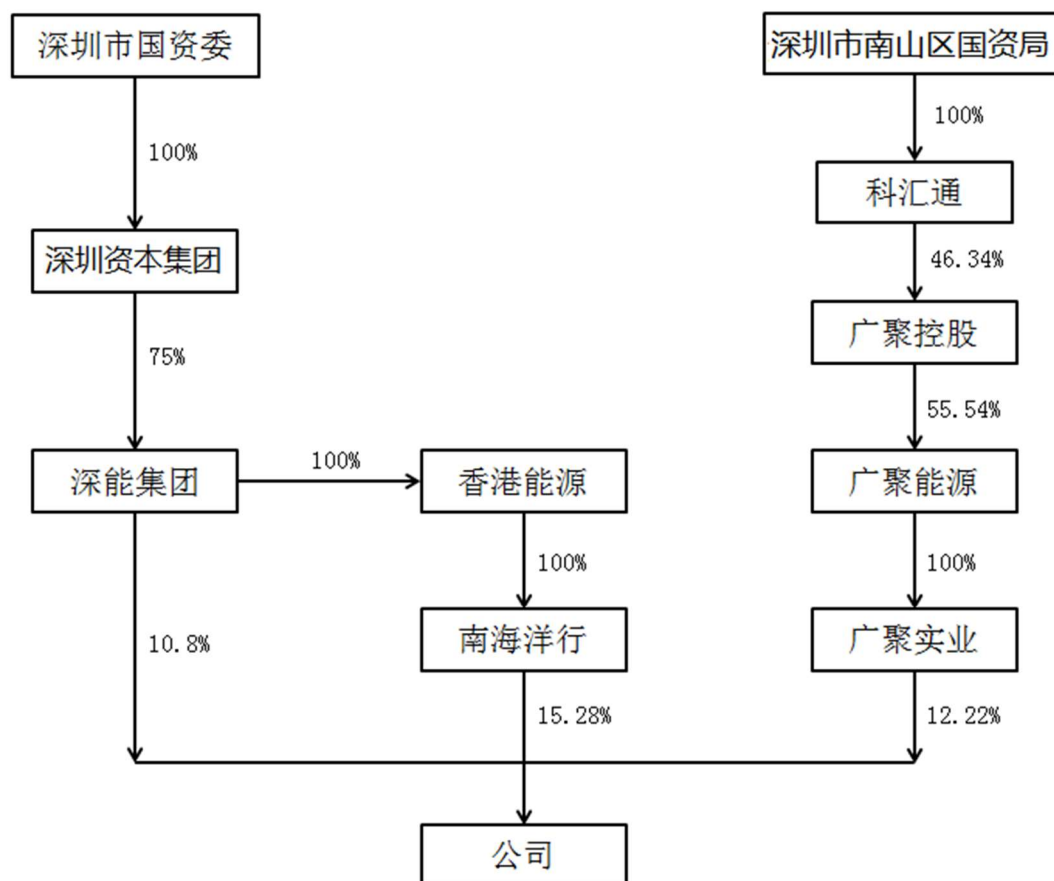 深圳市国资委
深圳市南山区国资局
100%
100%
科汇通
深圳资本集团
46.34%
广聚控股
75%
55.54%
深能集团
100%
香港能源
广聚能源
100%
100%
10.8%
南海洋行
广聚实业
15.28%
12.22%
公司